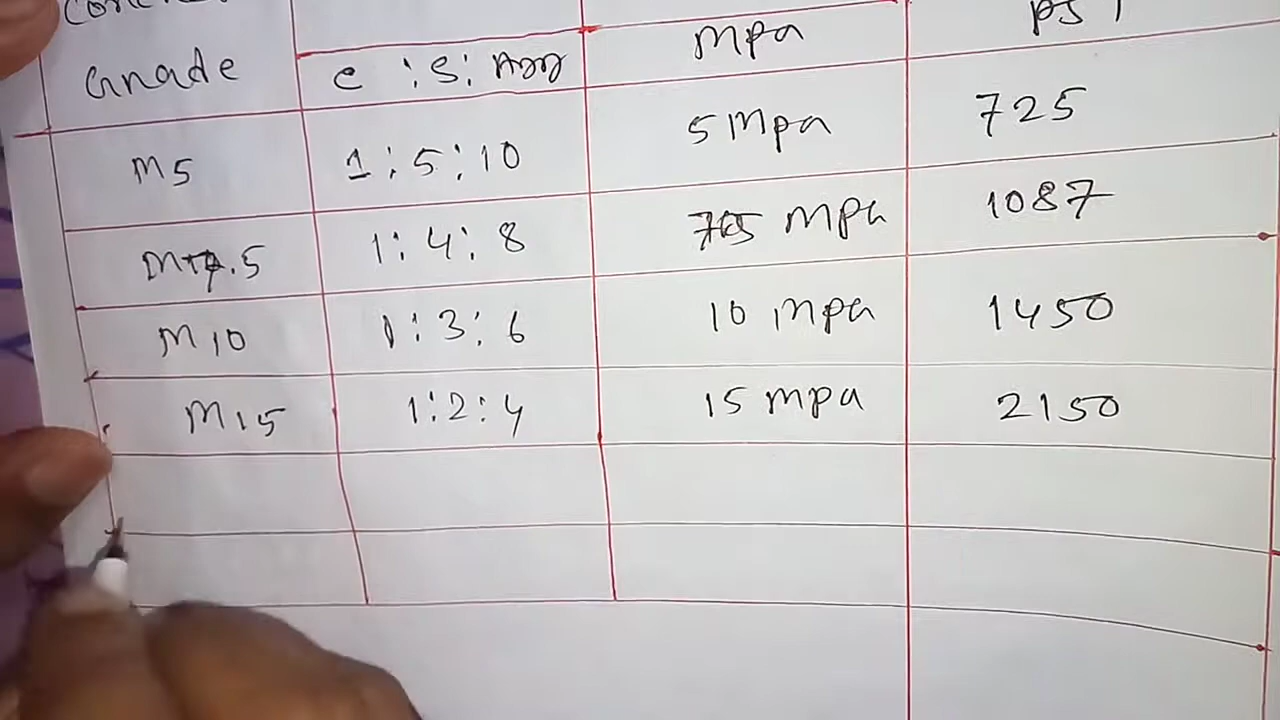 mpa psi
Grade c : S: Agg
M5 1:5:10 5 Mpa 725
M7.5 1:4:8 7.5 mpa 1087
M10 1:3:6 10 mpa 1450
M15 1:2:4 15 mpa 2150